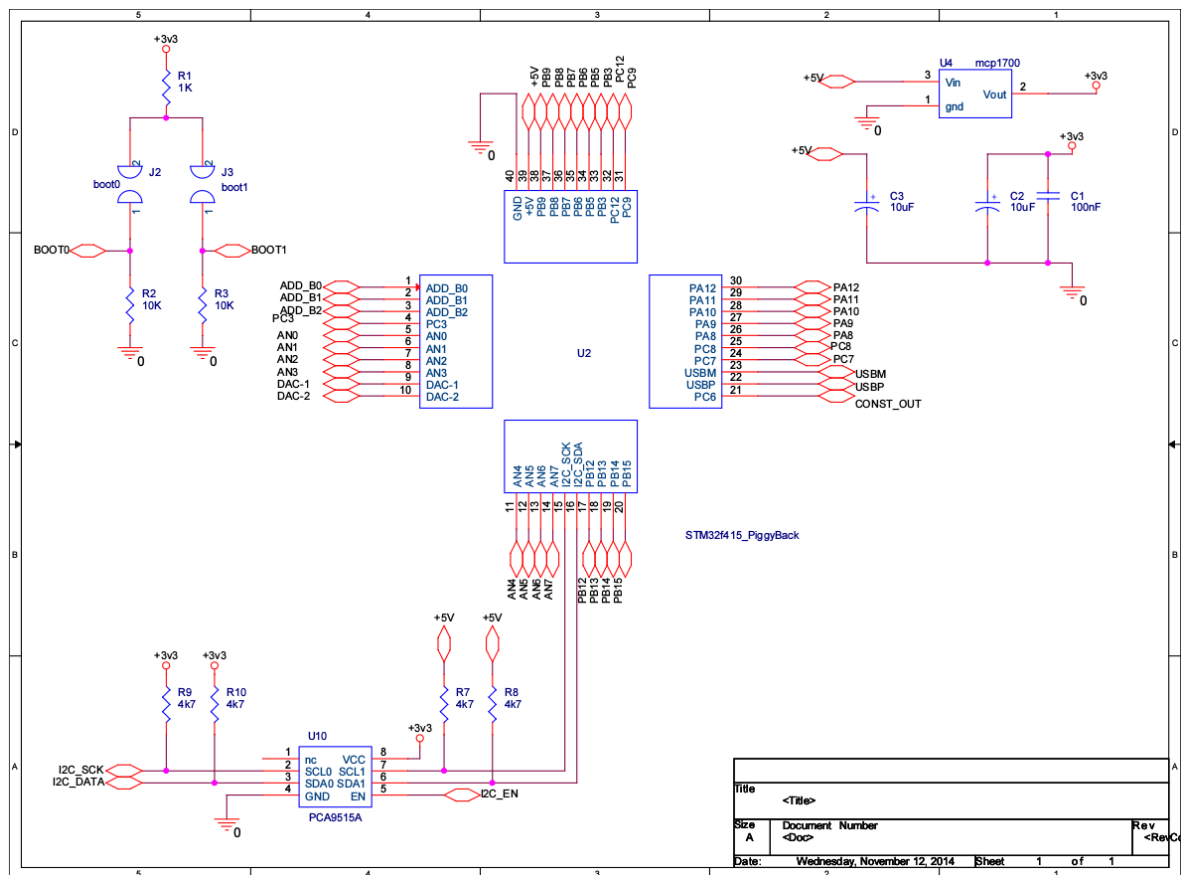 5 4 3 2 1
D
C
B
A
+3v3
R1
1K
2 J2
boot0
1
2 J3
boot1
1
BOOT0
BOOT1
R2
10K
R3
10K
0 0
+5V PB9 PB8 PB7 PB6 PB5 PB3 PC12 PC9
0
40 39 38 37 36 35 34 33 32 31
GND +5V PB9 PB8 PB7 PB6 PB5 PB3 PC12 PC9
U4 mcp1700
+5V 3 Vin
Vout 2 +3v3
1 gnd
0
+5V
+3v3
C3
10uF
C2
10uF
C1
100nF
0
ADD_B0 1 ADD_B0
ADD_B1 2 ADD_B1
ADD_B2 3 ADD_B2
PC3 4 PC3
AN0 5 AN0
AN1 6 AN1
AN2 7 AN2
AN3 8 AN3
DAC-1 9 DAC-1
DAC-2 10 DAC-2
U2
PA12 30 PA12
PA11 29 PA11
PA10 28 PA10
PA9 27 PA9
PA8 26 PA8
PC8 25 PC8
PC7 24 PC7
USBM 23 USBM
USBP 22 USBP
PC6 21 CONST_OUT
AN4 AN5 AN6 AN7 I2C_SCK I2C_SDA PB12 PB13 PB14 PB15
11 12 13 14 15 16 17 18 19 20
AN4 AN5 AN6 AN7 PB12 PB13 PB14 PB15
STM32f415_PiggyBack
+3v3 +3v3
R9
4k7
R10
4k7
+5V +5V
R7
4k7
R8
4k7
+3v3
U10
1 nc VCC 8
I2C_SCK 2 SCL0 SCL1 7
I2C_DATA 3 SDA0 SDA1 6
4 GND EN 5 I2C_EN
0
PCA9515A
Title
<Title>
Size
A
Document Number
<Doc>
Rev
Date: Wednesday, November 12, 2014 Sheet 1 of 1
D
C
B
A
5 4 3 2 1